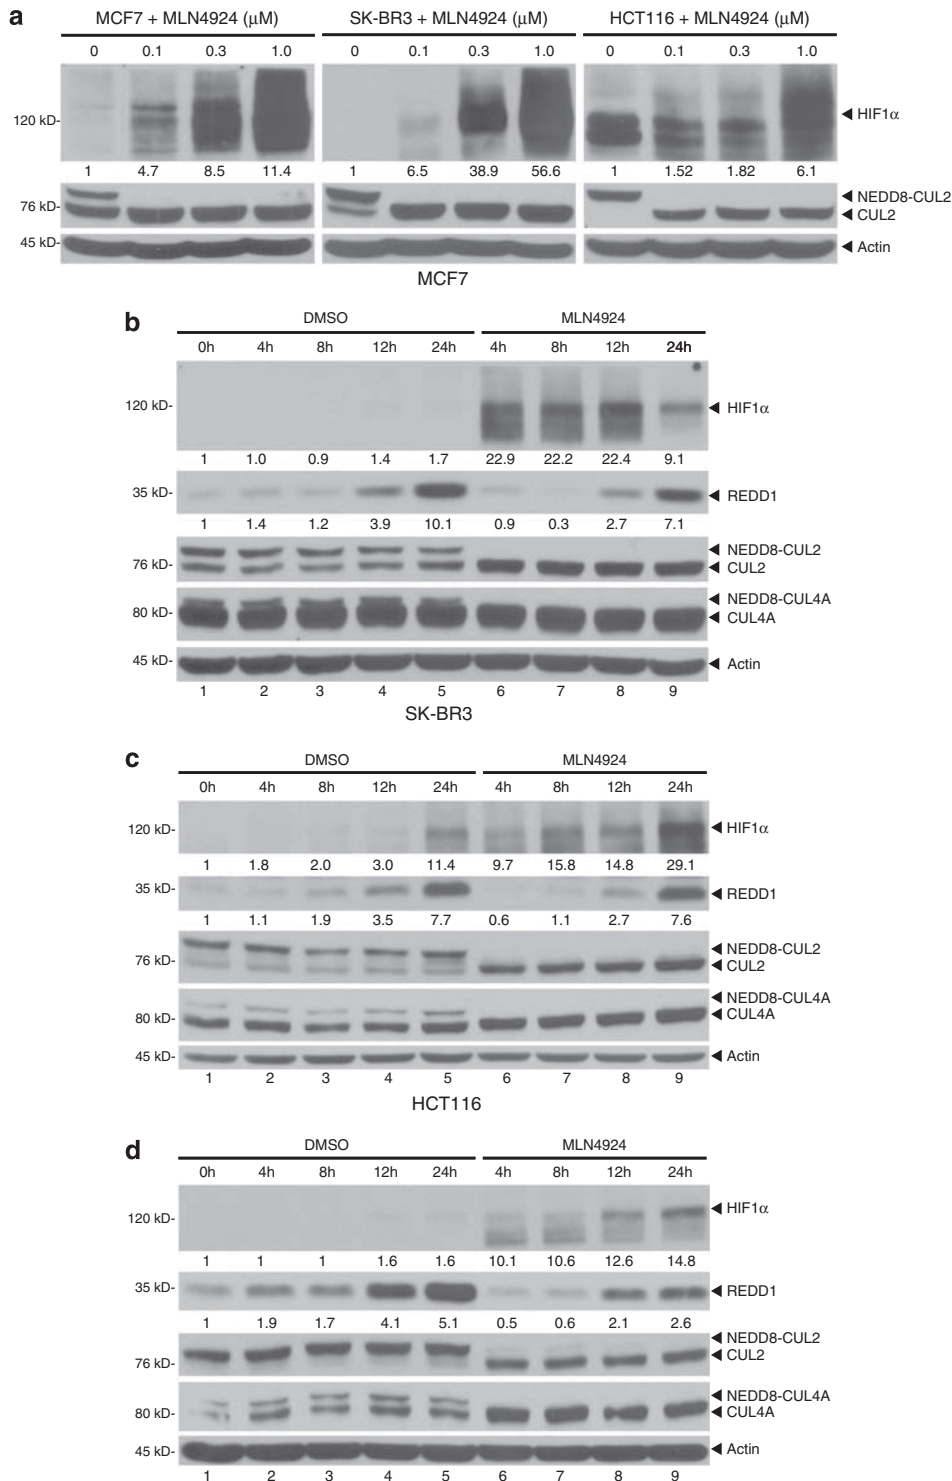 a
MCF7 + MLN4924 (μM) SK-BR3 + MLN4924 (μM) HCT116 + MLN4924 (μM)
0 0.1 0.3 1.0 0 0.1 0.3 1.0 0 0.1 0.3 1.0
120 kD- HIF1α
1 4.7 8.5 11.4 1 6.5 38.9 56.6 1 1.52 1.82 6.1
NEDD8-CUL2
76 kD- CUL2
45 kD- Actin
MCF7
b DMSO MLN4924
0h 4h 8h 12h 24h 4h 8h 12h 24h
120 kD- HIF1α
1 1.0 0.9 1.4 1.7 22.9 22.2 22.4 9.1
35 kD- REDD1
1 1.4 1.2 3.9 10.1 0.9 0.3 2.7 7.1
NEDD8-CUL2
76 kD- CUL2
NEDD8-CUL4A
80 kD- CUL4A
45 kD- Actin
1 2 3 4 5 6 7 8 9
SK-BR3
c DMSO MLN4924
0h 4h 8h 12h 24h 4h 8h 12h 24h
120 kD- HIF1α
1 1.8 2.0 3.0 11.4 9.7 15.8 14.8 29.1
35 kD- REDD1
1 1.1 1.9 3.5 7.7 0.6 1.1 2.7 7.6
NEDD8-CUL2
76 kD- CUL2
NEDD8-CUL4A
80 kD- CUL4A
45 kD- Actin
1 2 3 4 5 6 7 8 9
HCT116
d DMSO MLN4924
0h 4h 8h 12h 24h 4h 8h 12h 24h
120 kD- HIF1α
1 1 1 1.6 1.6 10.1 10.6 12.6 14.8
35 kD- REDD1
1 1.9 1.7 4.1 5.1 0.5 0.6 2.1 2.6
NEDD8-CUL2
76 kD- CUL2
NEDD8-CUL4A
80 kD- CUL4A
45 kD- Actin
1 2 3 4 5 6 7 8 9